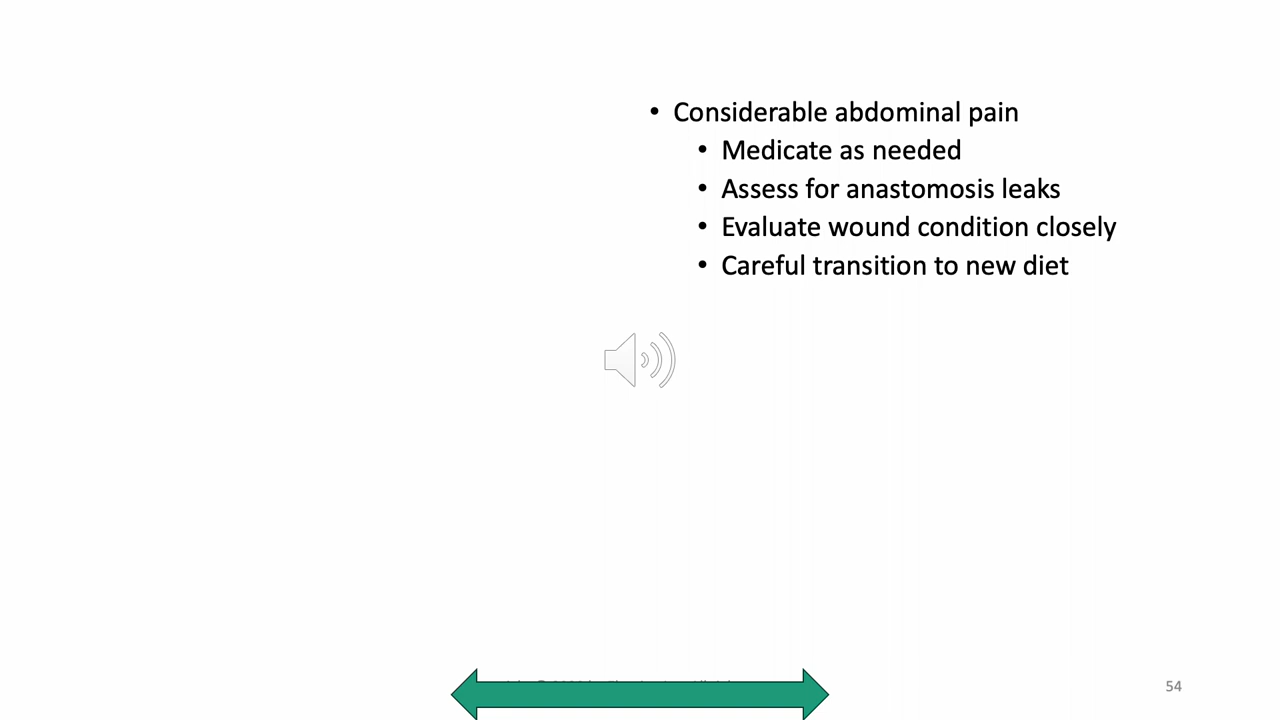 • Considerable abdominal pain
• Medicate as needed
• Assess for anastomosis leaks
• Evaluate wound condition closely
• Careful transition to new diet
54